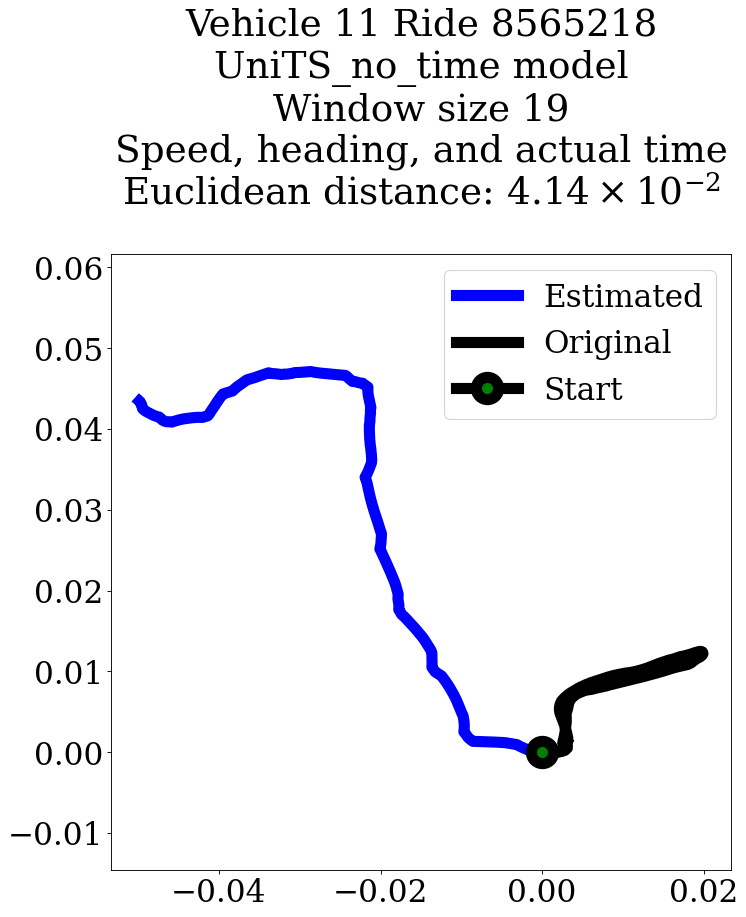 Vehicle 11 Ride 8565218
UniTS_no_time model
Window size 19
Speed, heading, and actual time
Euclidean distance: 4.14 × 10⁻²
Estimated
Original
Start
0.06
0.05
0.04
0.03
0.02
0.01
0.00
−0.01
−0.04
−0.02
0.00
0.02